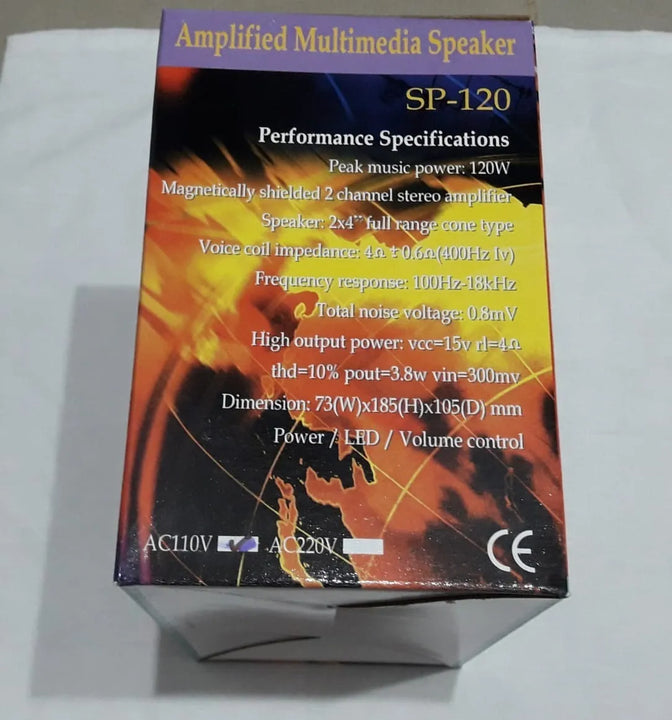 Amplified Multimedia Speaker
SP-120
Performance Specifications
Peak music power: 120W
Magnetically shielded 2 channel stereo amplifier
Speaker: 2x4” full range cone type
Voice coil impedance: 4Ω ± 0.6Ω(400Hz Iv)
Frequency response: 100Hz-18kHz
Total noise voltage: 0.8mV
High output power: vcc=15v rl=4Ω
thd=10% pout=3.8w vin=300mv
Dimension: 73(W)x185(H)x105(D) mm
Power / LED / Volume control
AC110V AC220V CE